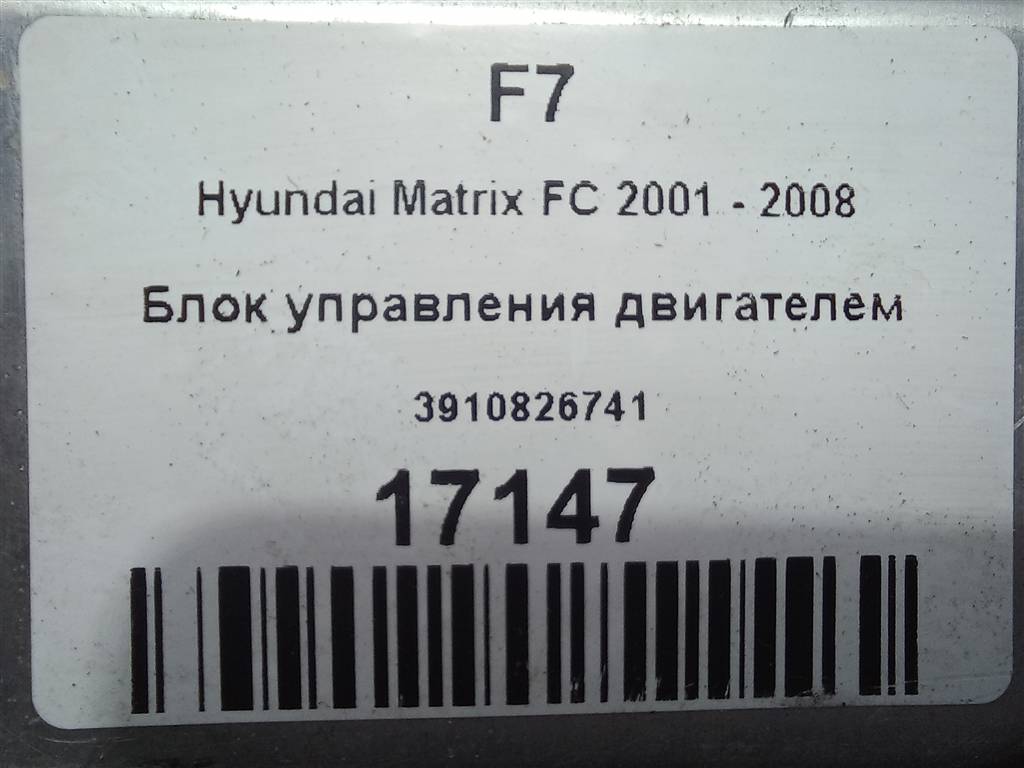 F7
Hyundai Matrix FC 2001 - 2008
Блок управления двигателем
3910826741
17147